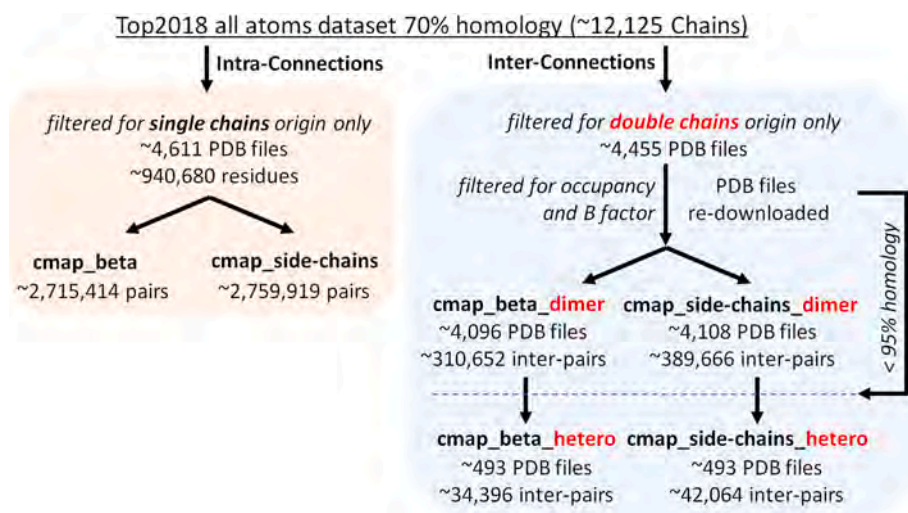 Top2018 all atoms dataset 70% homology (~12,125 Chains)
Intra-Connections
filtered for single chains origin only
~4,611 PDB files
~940,680 residues
cmap_beta
~2,715,414 pairs
cmap_side-chains
~2,759,919 pairs
Inter-Connections
filtered for double chains origin only
~4,455 PDB files
filtered for occupancy
and B factor
PDB files
re-downloaded
< 95% homology
cmap_beta_dimer
~4,096 PDB files
~310,652 inter-pairs
cmap_side-chains_dimer
~4,108 PDB files
~389,666 inter-pairs
cmap_beta_hetero
~493 PDB files
~34,396 inter-pairs
cmap_side-chains_hetero
~493 PDB files
~42,064 inter-pairs